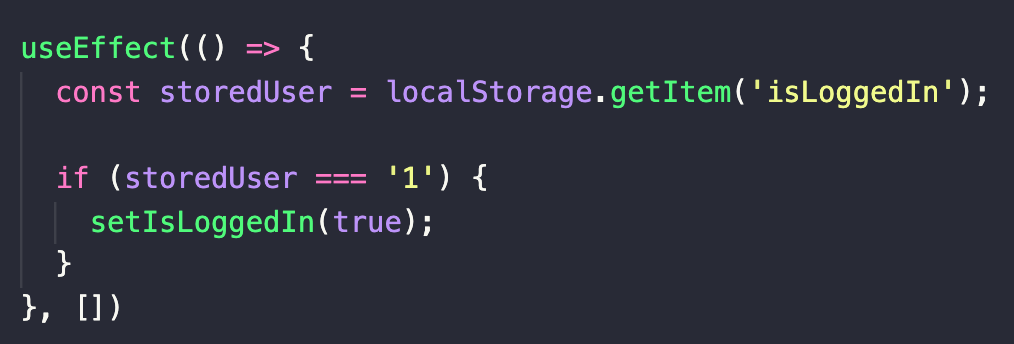 useEffect(() => {
  const storedUser = localStorage.getItem('isLoggedIn');

  if (storedUser === '1') {
    setIsLoggedIn(true);
  }
}, [])